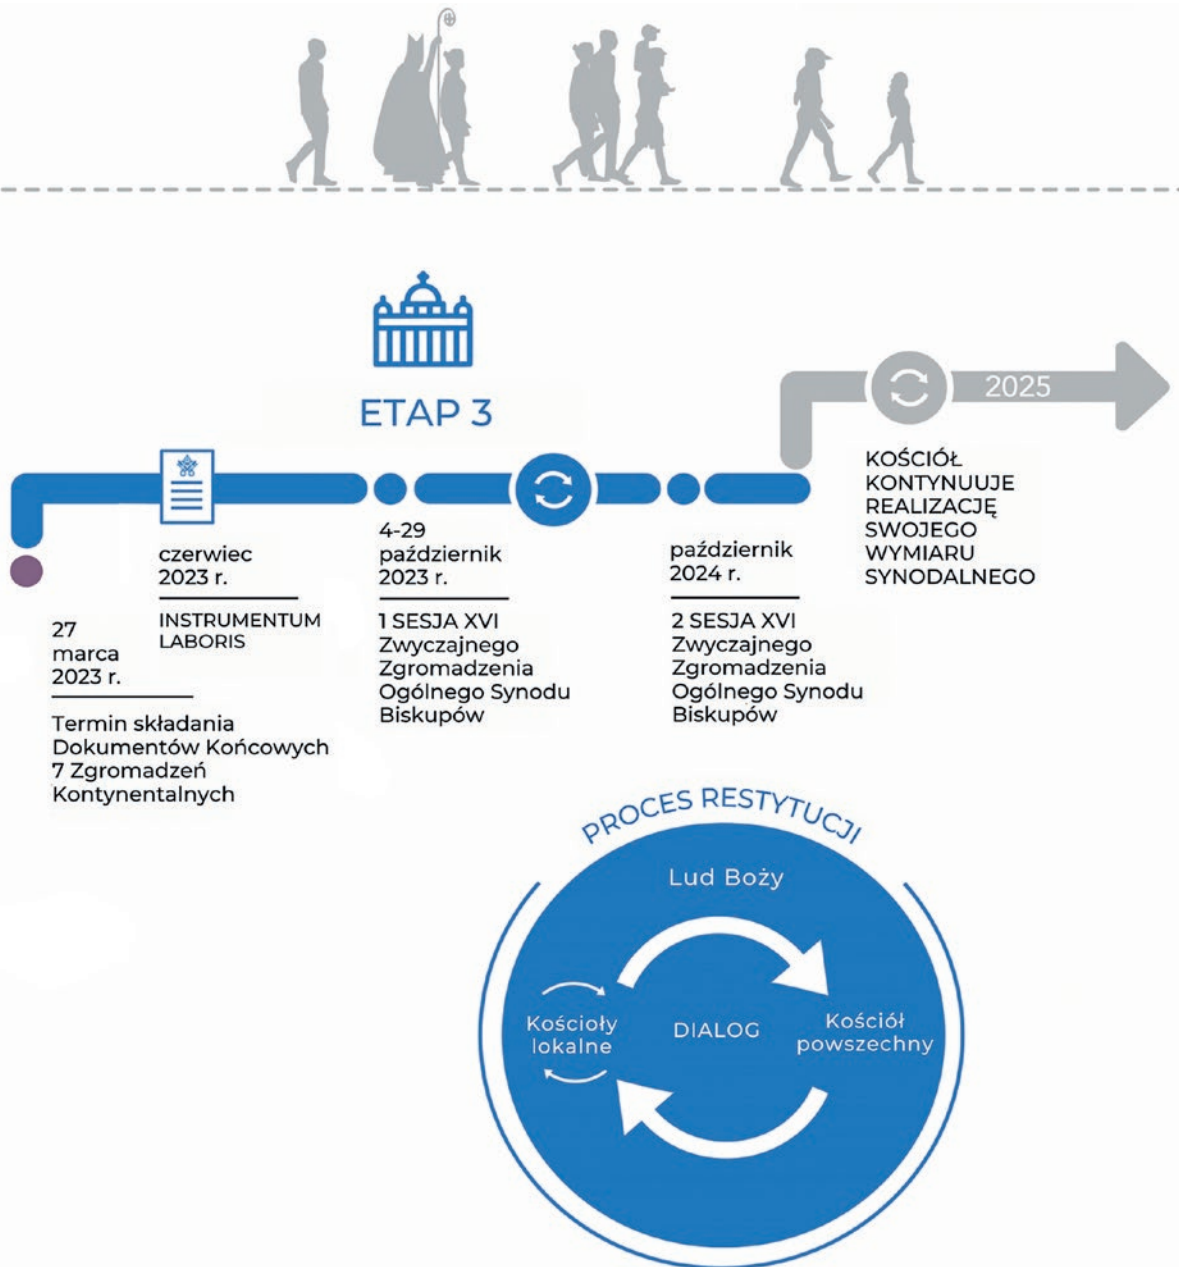 ETAP 3
2025
KOŚCIÓŁ
KONTYNUUJE
REALIZACJĘ
SWOJEGO
WYMIARU
SYNODALNEGO
27
marca
2023 r.
Termin składania
Dokumentów Końcowych
7 Zgromadzeń
Kontynentalnych
czerwiec
2023 r.
INSTRUMENTUM
LABORIS
4-29
październik
2023 r.
1 SESJA XVI
Zwyczajnego
Zgromadzenia
Ogólnego Synodu
Biskupów
październik
2024 r.
2 SESJA XVI
Zwyczajnego
Zgromadzenia
Ogólnego Synodu
Biskupów
PROCES RESTYTUCJI
Lud Boży
Kościoły
lokalne
DIALOG
Kościół
powszechny